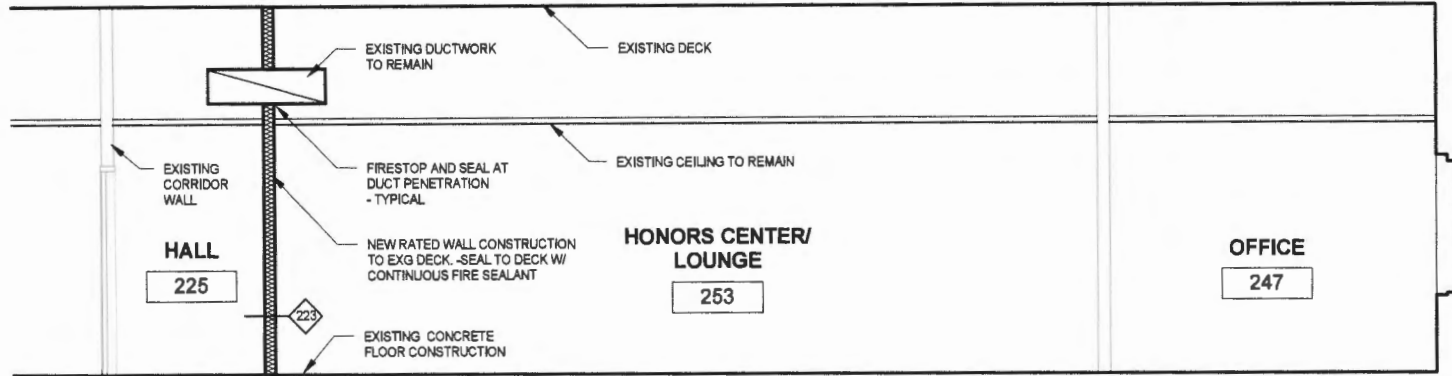 EXISTING DUCTWORK
TO REMAIN
EXISTING DECK
EXISTING
CORRIDOR
WALL
FIRESTOP AND SEAL AT
DUCT PENETRATION
- TYPICAL
EXISTING CEILING TO REMAIN
HALL
225
NEW RATED WALL CONSTRUCTION
TO EXG DECK. -SEAL TO DECK W/
CONTINUOUS FIRE SEALANT
HONORS CENTER/
LOUNGE
253
OFFICE
247
223
EXISTING CONCRETE
FLOOR CONSTRUCTION